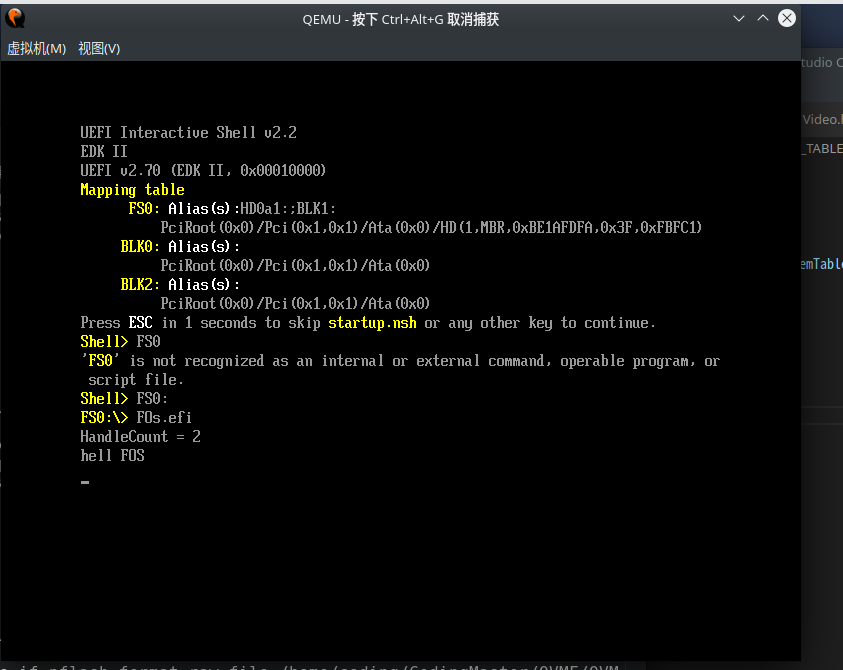 QEMU - 按下 Ctrl+Alt+G 取消捕获
虚拟机(M) 视图(V)
tudio C
Video.h
_TABLE
emTable
UEFI Interactive Shell v2.2
EDK II
UEFI v2.70 (EDK II, 0x00010000)
Mapping table
FS0: Alias(s):HD0a1:;BLK1:
PciRoot(0x0)/Pci(0x1,0x1)/Ata(0x0)/HD(1,MBR,0xBE1AFDFA,0x3F,0xFBFC1)
BLK0: Alias(s):
PciRoot(0x0)/Pci(0x1,0x1)/Ata(0x0)
BLK2: Alias(s):
PciRoot(0x0)/Pci(0x1,0x1)/Ata(0x0)
Press ESC in 1 seconds to skip startup.nsh or any other key to continue.
Shell> FS0
'FS0' is not recognized as an internal or external command, operable program, or
script file.
Shell> FS0:
FS0:\> FOs.efi
HandleCount = 2
hell FOS